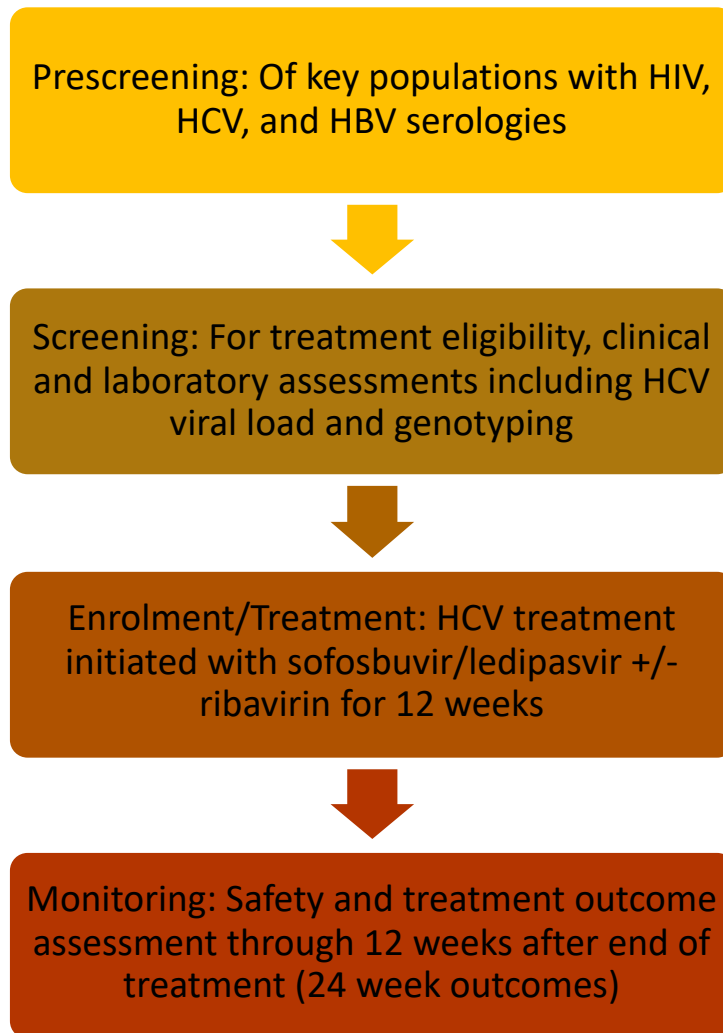 Prescreening: Of key populations with HIV,
HCV, and HBV serologies
Screening: For treatment eligibility, clinical
and laboratory assessments including HCV
viral load and genotyping
Enrolment/Treatment: HCV treatment
initiated with sofosbuvir/ledipasvir +/-
ribavirin for 12 weeks
Monitoring: Safety and treatment outcome
assessment through 12 weeks after end of
treatment (24 week outcomes)